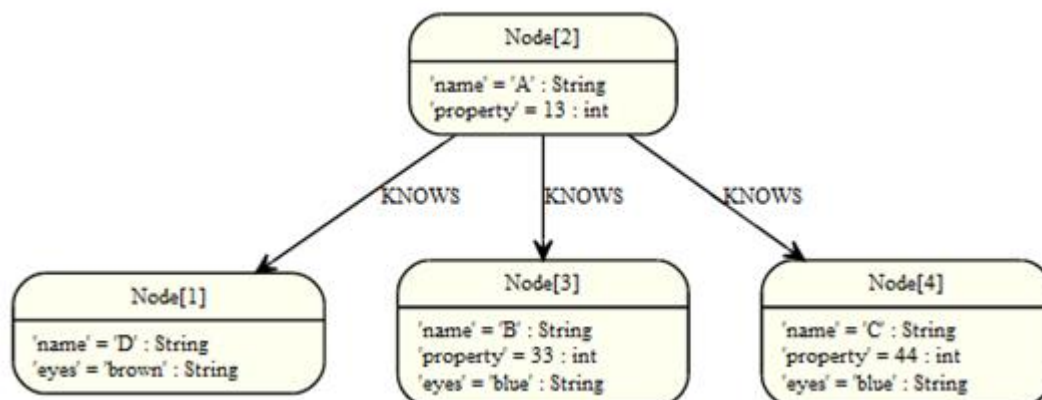 Node[2]
'name' = 'A' : String
'property' = 13 : int
KNOWS KNOWS KNOWS
Node[1]
'name' = 'D' : String
'eyes' = 'brown' : String
Node[3]
'name' = 'B' : String
'property' = 33 : int
'eyes' = 'blue' : String
Node[4]
'name' = 'C' : String
'property' = 44 : int
'eyes' = 'blue' : String